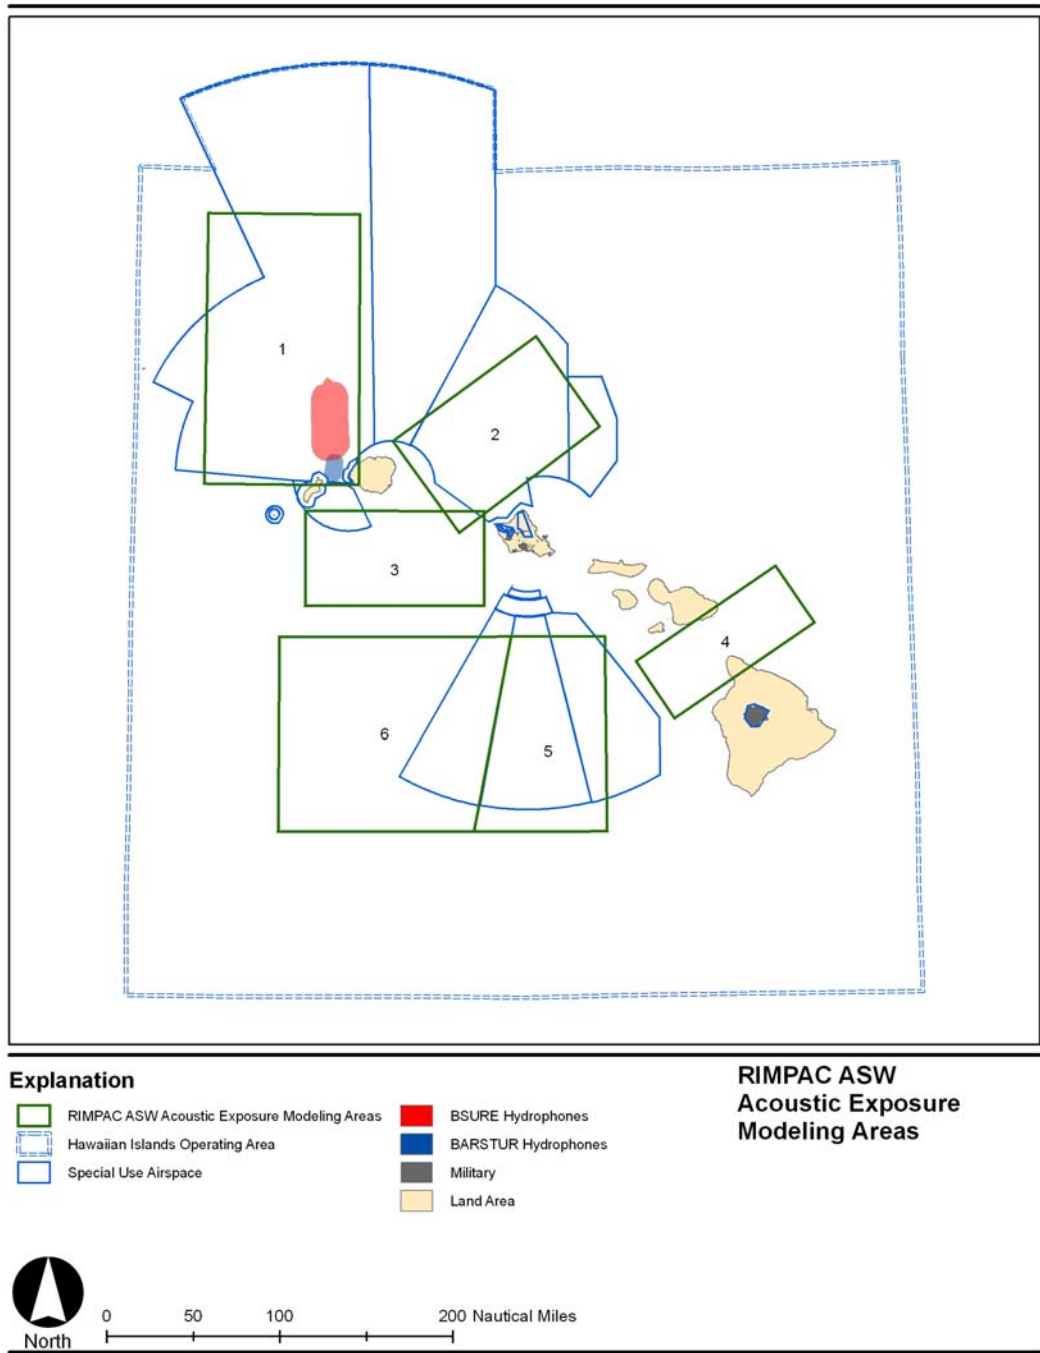 1
2
3
4
6
5
Explanation
RIMPAC ASW Acoustic Exposure Modeling Areas
Hawaiian Islands Operating Area
Special Use Airspace
BSURE Hydrophones
BARSTUR Hydrophones
Military
Land Area
RIMPAC ASW
Acoustic Exposure
Modeling Areas
North
0 50 100 200 Nautical Miles